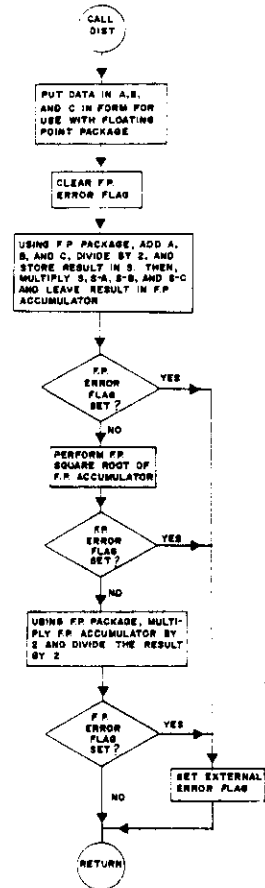 CALL
DIST
PUT DATA IN A,B,
AND C IN FORM FOR
USE WITH FLOATING
POINT PACKAGE
CLEAR F.P.
ERROR FLAG
USING F.P. PACKAGE, ADD A,
B, AND C, DIVIDE BY 2, AND
STORE RESULT IN S. THEN,
MULTIPLY S, S-A, S-B, AND S-C
AND LEAVE RESULT IN F.P.
ACCUMULATOR
F.P.
ERROR
FLAG
SET?
YES
NO
PERFORM F.P.
SQUARE ROOT OF
F.P. ACCUMULATOR
F.P.
ERROR
FLAG
SET?
YES
NO
USING F.P. PACKAGE, MULTI-
PLY F.P. ACCUMULATOR BY
2 AND DIVIDE THE RESULT
BY 2
F.P.
ERROR
FLAG
SET?
YES
NO
SET EXTERNAL
ERROR FLAG
RETURN